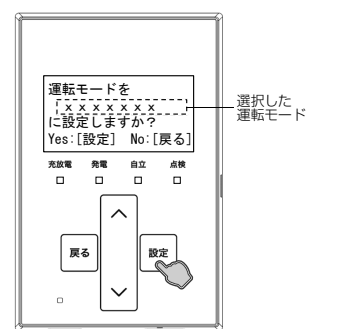 運転モードを
×××××××
に設定しますか?
Yes:[設定] No:[戻る]
選択した
運転モード
充放電 発電 自立 点検
戻る
設定